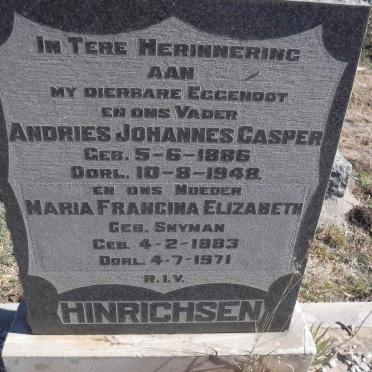 IN TERE HERINNERING
AAN
MY DIERBARE EGGENOOT
EN ONS VADER
ANDRIES JOHANNES CASPER
GEB. 5-6-1886
OORL. 10-8-1948.
EN ONS MOEDER
MARIA FRANCINA ELIZABETH
GEB. SNYMAN
GEB. 4-2-1883
OORL. 4-7-1971
R.I.V.
HINRICHSEN